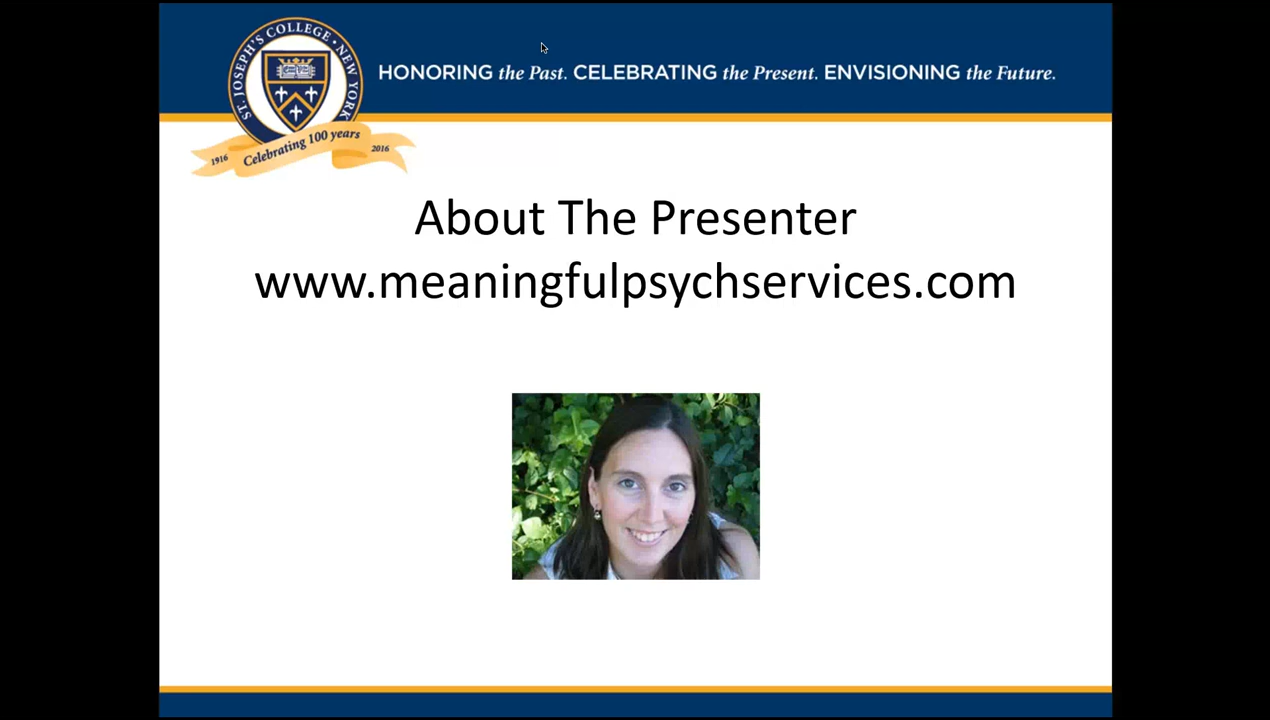 ST. JOSEPH'S COLLEGE • NEW YORK
HONORING the Past. CELEBRATING the Present. ENVISIONING the Future.
1916 Celebrating 100 years 2016
About The Presenter
www.meaningfulpsychservices.com